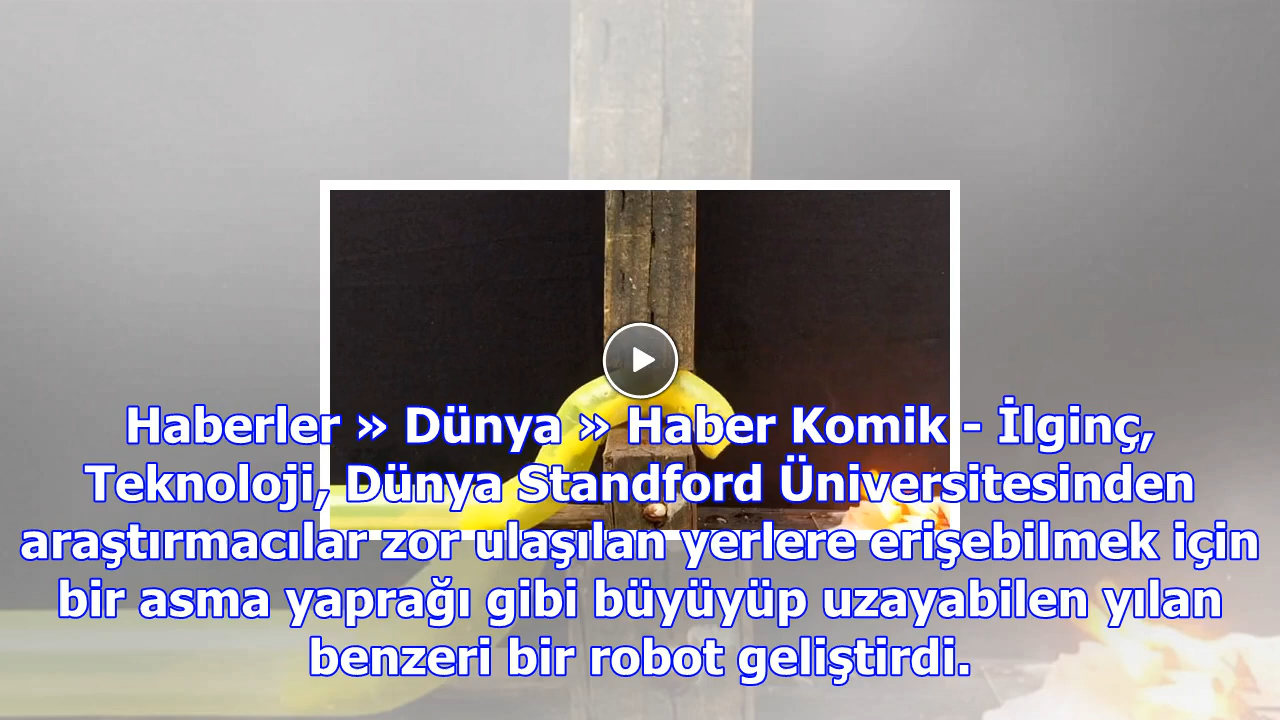 Haberler » Dünya » Haber Komik - İlginç,
Teknoloji, Dünya Standford Üniversitesinden
araştırmacılar zor ulaşılan yerlere erişebilmek için
bir asma yaprağı gibi büyüyüp uzayabilen yılan
benzeri bir robot geliştirdi.